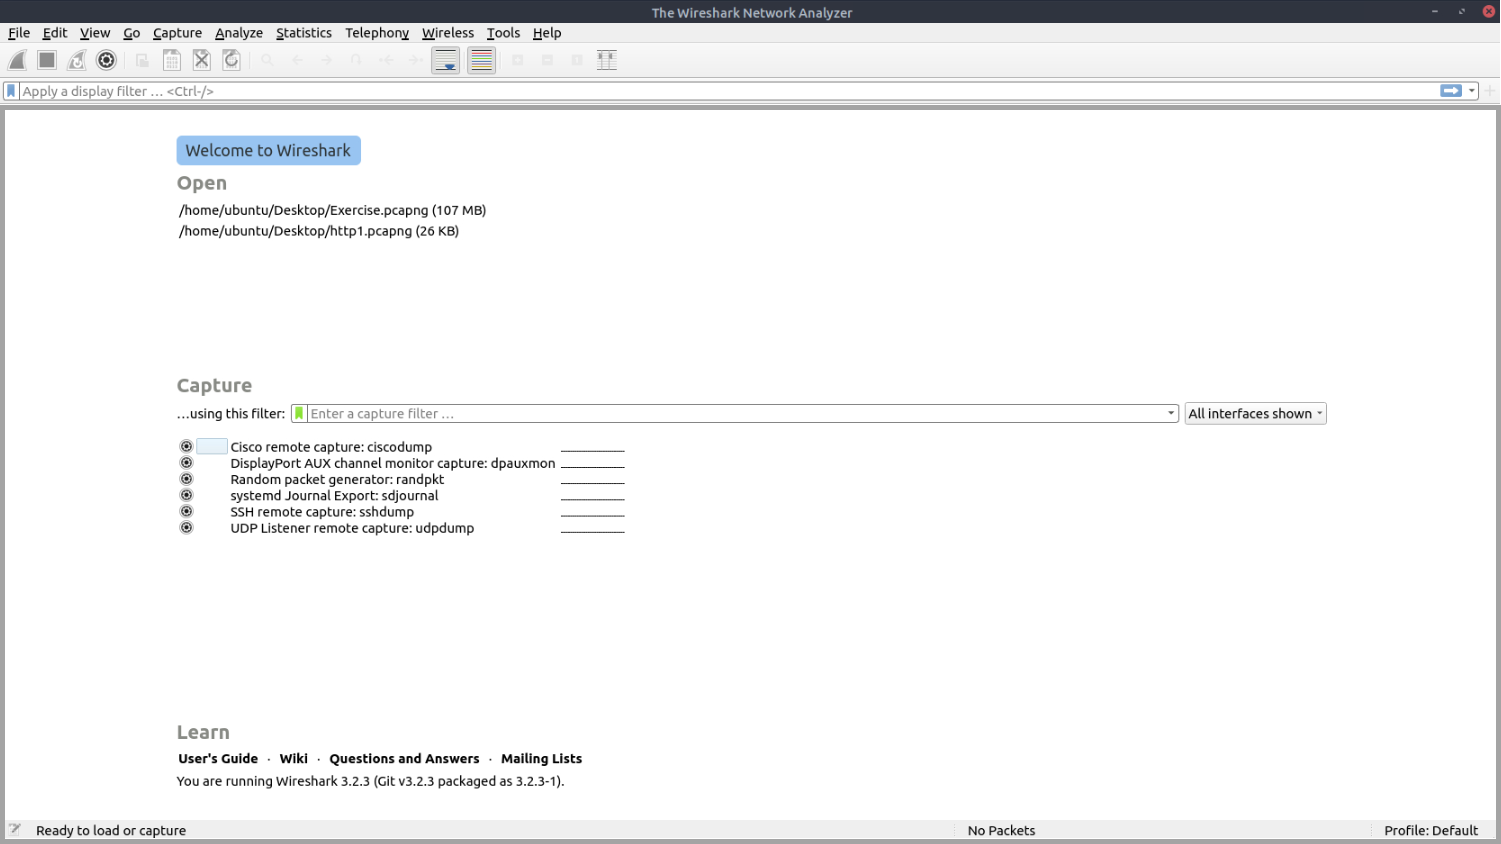 The Wireshark Network Analyzer
File Edit View Go Capture Analyze Statistics Telephony Wireless Tools Help
Apply a display filter … <Ctrl-/>
Welcome to Wireshark
Open
/home/ubuntu/Desktop/Exercise.pcapng (107 MB)
/home/ubuntu/Desktop/http1.pcapng (26 KB)
Capture
…using this filter: Enter a capture filter … All interfaces shown
Cisco remote capture: ciscodump
DisplayPort AUX channel monitor capture: dpauxmon
Random packet generator: randpkt
systemd Journal Export: sdjournal
SSH remote capture: sshdump
UDP Listener remote capture: udpdump
Learn
User's Guide · Wiki · Questions and Answers · Mailing Lists
You are running Wireshark 3.2.3 (Git v3.2.3 packaged as 3.2.3-1).
Ready to load or capture No Packets Profile: Default